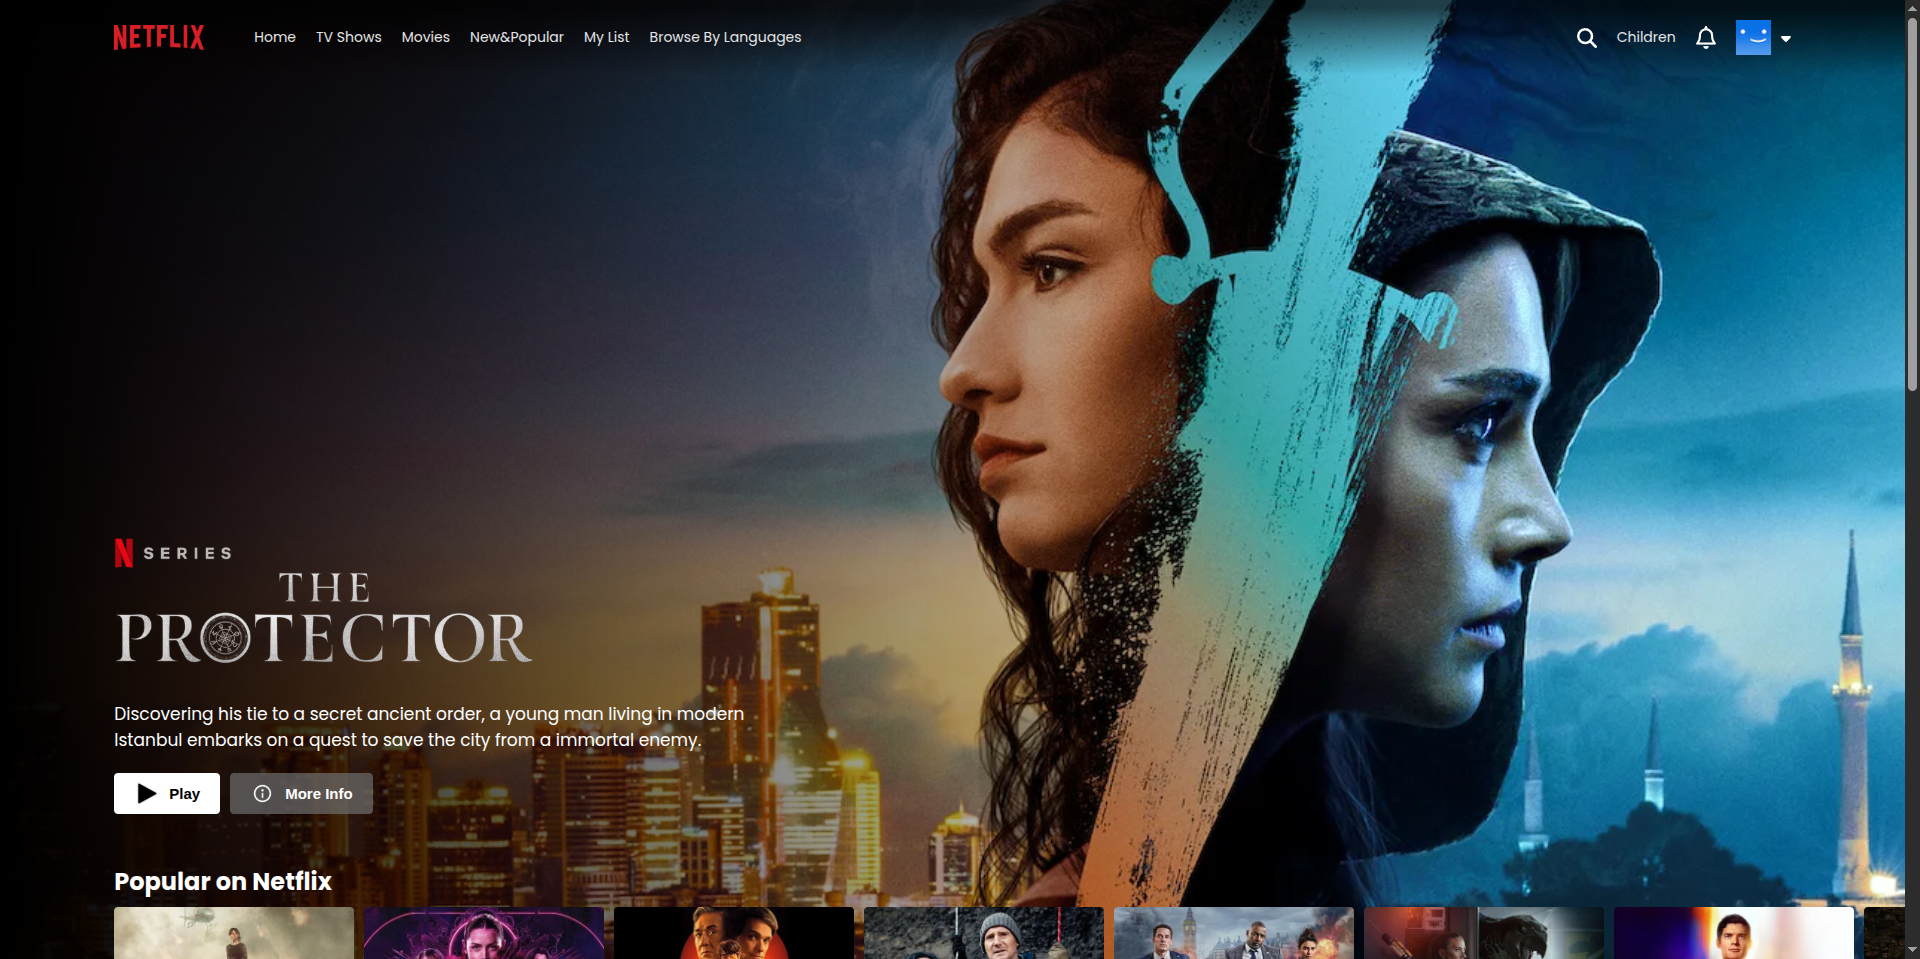 NETFLIX Home TV Shows Movies New&Popular My List Browse By Languages Children
N SERIES
THE
PROTECTOR
Discovering his tie to a secret ancient order, a young man living in modern
Istanbul embarks on a quest to save the city from a immortal enemy.
Play More Info
Popular on Netflix